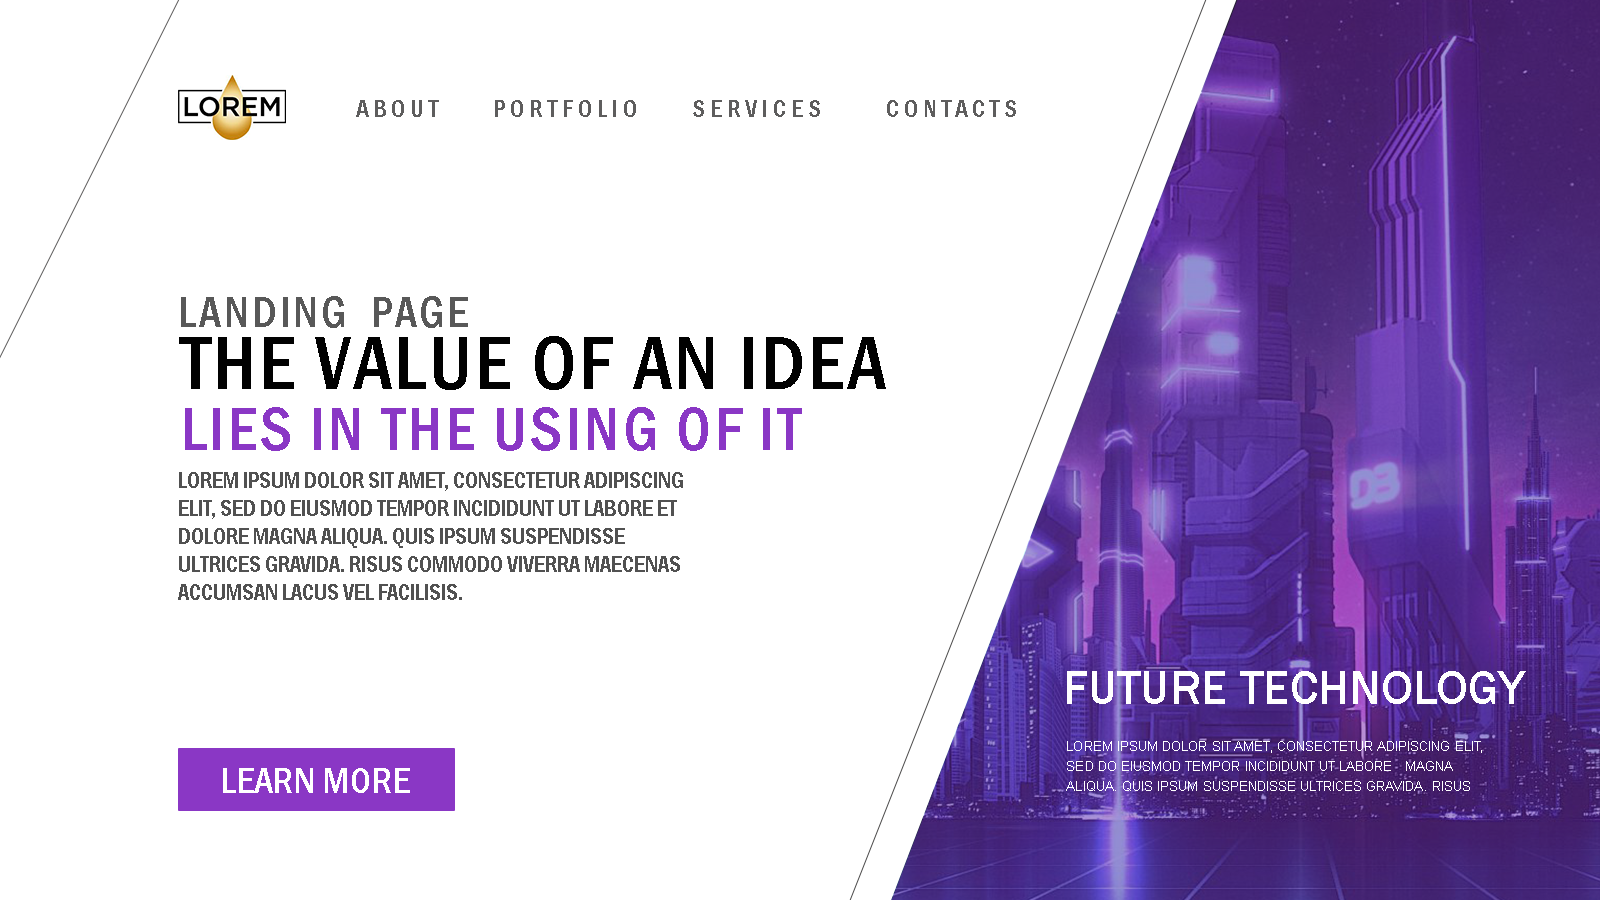 LOREM
ABOUT PORTFOLIO SERVICES CONTACTS
LANDING PAGE
THE VALUE OF AN IDEA
LIES IN THE USING OF IT
LOREM IPSUM DOLOR SIT AMET, CONSECTETUR ADIPISCING
ELIT, SED DO EIUSMOD TEMPOR INCIDIDUNT UT LABORE ET
DOLORE MAGNA ALIQUA. QUIS IPSUM SUSPENDISSE
ULTRICES GRAVIDA. RISUS COMMODO VIVERRA MAECENAS
ACCUMSAN LACUS VEL FACILISIS.
LEARN MORE
D3
FUTURE TECHNOLOGY
LOREM IPSUM DOLOR SIT AMET, CONSECTETUR ADIPISCING ELIT,
SED DO EIUSMOD TEMPOR INCIDIDUNT UT LABORE MAGNA
ALIQUA. QUIS IPSUM SUSPENDISSE ULTRICES GRAVIDA. RISUS